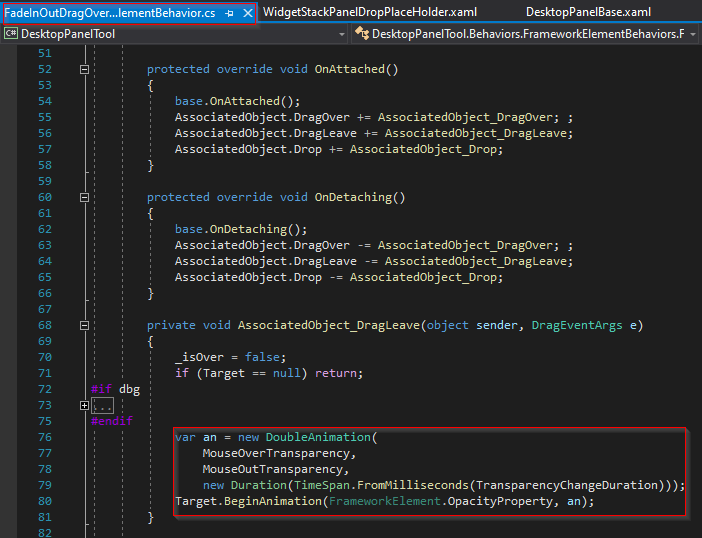 FadeInOutDragOver...lementBehavior.cs WidgetStackPanelDropPlaceHolder.xaml DesktopPanelBase.xaml
C# DesktopPanelTool DesktopPanelTool.Behaviors.FrameworkElementBehaviors.F
51
52 protected override void OnAttached()
53 {
54 base.OnAttached();
55 AssociatedObject.DragOver += AssociatedObject_DragOver; ;
56 AssociatedObject.DragLeave += AssociatedObject_DragLeave;
57 AssociatedObject.Drop += AssociatedObject_Drop;
58 }
59
60 protected override void OnDetaching()
61 {
62 base.OnDetaching();
63 AssociatedObject.DragOver -= AssociatedObject_DragOver; ;
64 AssociatedObject.DragLeave -= AssociatedObject_DragLeave;
65 AssociatedObject.Drop -= AssociatedObject_Drop;
66 }
67
68 private void AssociatedObject_DragLeave(object sender, DragEventArgs e)
69 {
70 _isOver = false;
71 if (Target == null) return;
72 #if dbg
73 ...
75 #endif
76 var an = new DoubleAnimation(
77 MouseOverTransparency,
78 MouseOutTransparency,
79 new Duration(TimeSpan.FromMilliseconds(TransparencyChangeDuration)));
80 Target.BeginAnimation(FrameworkElement.OpacityProperty, an);
81 }
82